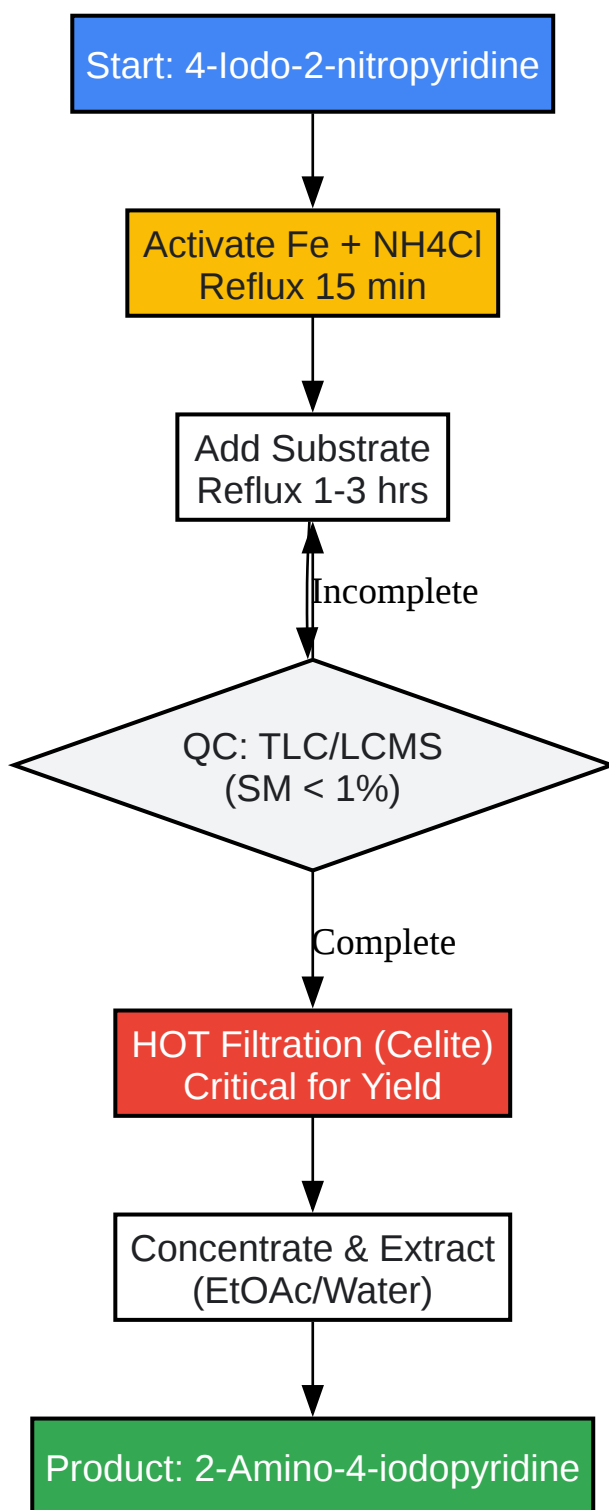 Start: 4-Iodo-2-nitropyridine
Activate Fe + NH4Cl
Reflux 15 min
Add Substrate
Reflux 1-3 hrs
Incomplete
QC: TLC/LCMS
(SM < 1%)
Complete
HOT Filtration (Celite)
Critical for Yield
Concentrate & Extract
(EtOAc/Water)
Product: 2-Amino-4-iodopyridine